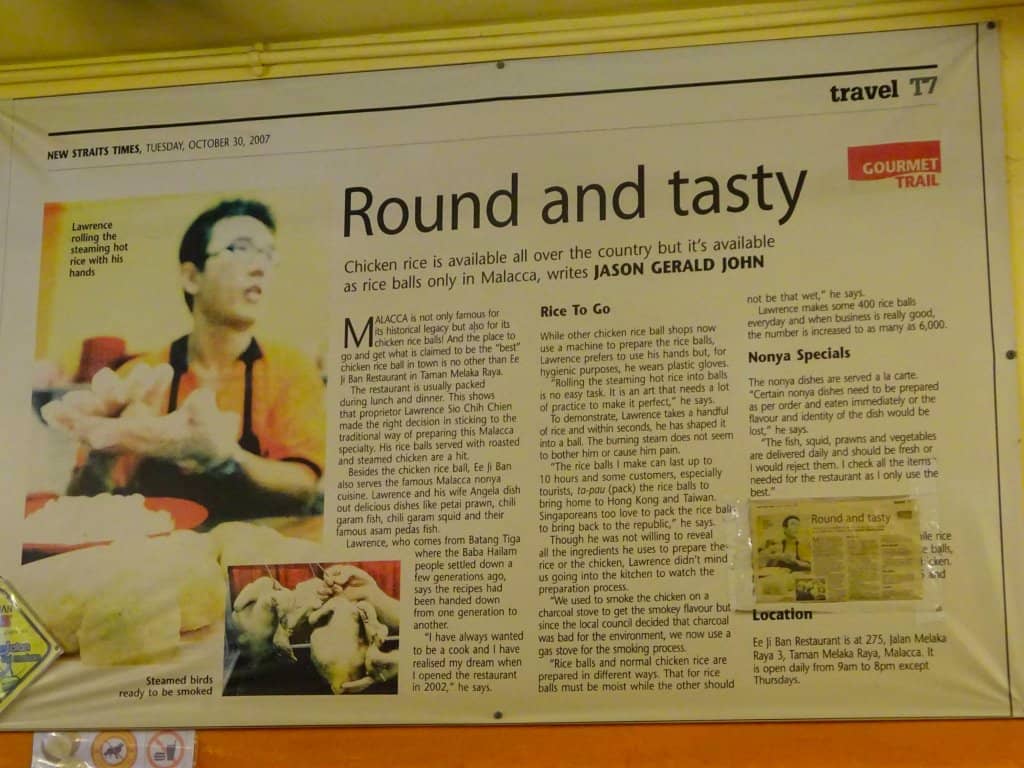 travel T7
NEW STRAITS TIMES, TUESDAY, OCTOBER 30, 2007
GOURMET
TRAIL
Round and tasty
Chicken rice is available all over the country but it's available
as rice balls only in Malacca, writes JASON GERALD JOHN
Lawrence
rolling the
steaming hot
rice with his
hands
MALACCA is not only famous for
its historical legacy but also for its
chicken rice balls! And the place to
go and get what is claimed to be the "best"
chicken rice ball in town is no other than Ee
Ji Ban Restaurant in Taman Melaka Raya.
The restaurant is usually packed
during lunch and dinner. This shows
that proprietor Lawrence Sio Chih Chien
made the right decision in sticking to the
traditional way of preparing this Malacca
specialty. His rice balls served with roasted
and steamed chicken are a hit.
Besides the chicken rice ball, Ee Ji Ban
also serves the famous Malacca nonya
cuisine. Lawrence and his wife Angela dish
out delicious dishes like petai prawn, chili
garam fish, chili garam squid and their
famous asam pedas fish.
Lawrence, who comes from Batang Tiga
where the Baba Hailam
people settled down a
few generations ago,
says the recipes had
been handed down
from one generation to
another.
"I have always wanted
to be a cook and I have
realised my dream when
I opened the restaurant
in 2002," he says.
Steamed birds
ready to be smoked
Rice To Go
While other chicken rice ball shops now
use a machine to prepare the rice balls,
Lawrence prefers to use his hands but, for
hygienic purposes, he wears plastic gloves.
"Rolling the steaming hot rice into balls
is no easy task. It is an art that needs a lot
of practice to make it perfect," he says.
To demonstrate, Lawrence takes a handful
of rice and within seconds, he has shaped it
into a ball. The burning steam does not seem
to bother him or cause him pain.
"The rice balls I make can last up to
10 hours and some customers, especially
tourists, ta-pau (pack) the rice balls to
bring home to Hong Kong and Taiwan.
Singaporeans too love to pack the rice ball
to bring back to the republic," he says.
Though he was not willing to reveal
all the ingredients he uses to prepare the
rice or the chicken, Lawrence didn't mind
us going into the kitchen to watch the
preparation process.
"We used to smoke the chicken on a
charcoal stove to get the smokey flavour but
since the local council decided that charcoal
was bad for the environment, we now use a
gas stove for the smoking process.
"Rice balls and normal chicken rice are
prepared in different ways. That for rice
balls must be moist while the other should
not be that wet," he says.
Lawrence makes some 400 rice balls
everyday and when business is really good,
the number is increased to as many as 6,000.
Nonya Specials
The nonya dishes are served a la carte.
"Certain nonya dishes need to be prepared
as per order and eaten immediately or the
flavour and identity of the dish would be
lost," he says.
"The fish, squid, prawns and vegetables
are delivered daily and should be fresh or
I would reject them. I check all the items
needed for the restaurant as I only use the
best."
Round and tasty
rice
balls,
and
Location
Ee Ji Ban Restaurant is at 275, Jalan Melaka
Raya 3, Taman Melaka Raya, Malacca. It
is open daily from 9am to 8pm except
Thursdays.